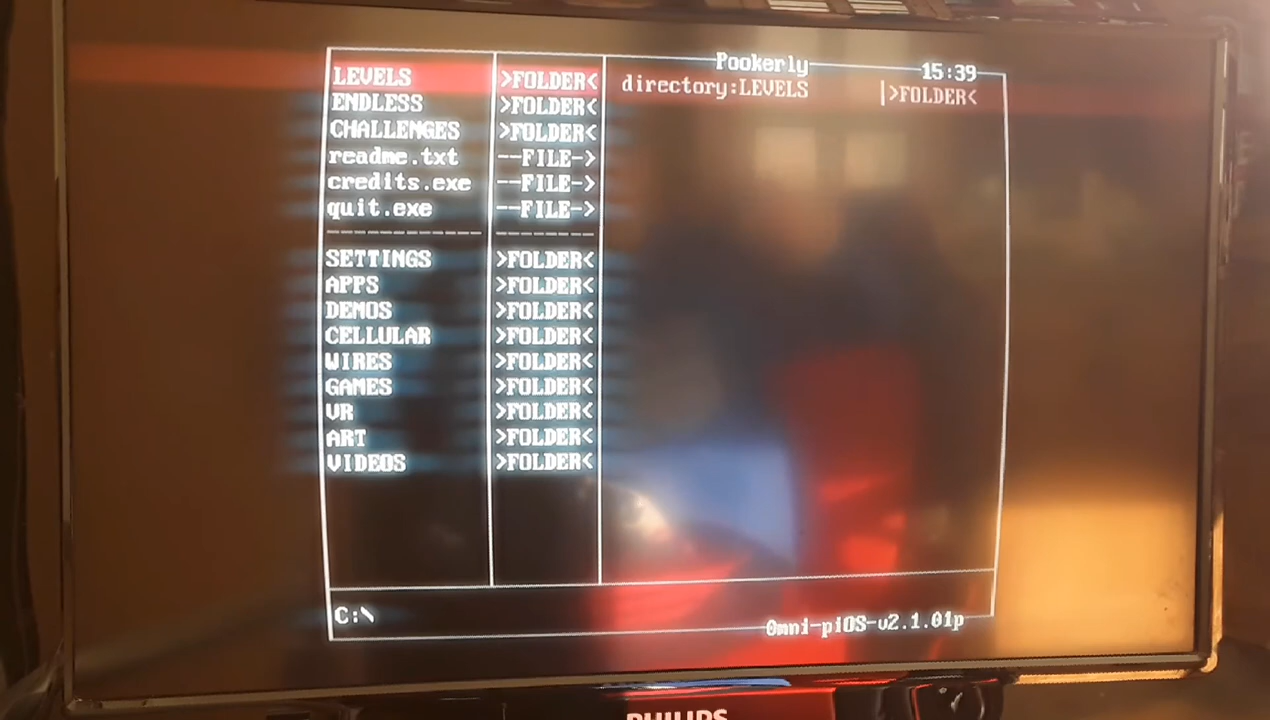 Pookerly 15:39
LEVELS >FOLDER< directory:LEVELS |>FOLDER<
ENDLESS >FOLDER<
CHALLENGES >FOLDER<
readme.txt --FILE->
credits.exe --FILE->
quit.exe --FILE->
SETTINGS >FOLDER<
APPS >FOLDER<
DEMOS >FOLDER<
CELLULAR >FOLDER<
WIRES >FOLDER<
GAMES >FOLDER<
VR >FOLDER<
ART >FOLDER<
VIDEOS >FOLDER<
C:\
Omni-piOS-v2.1.01p
PHILIPS